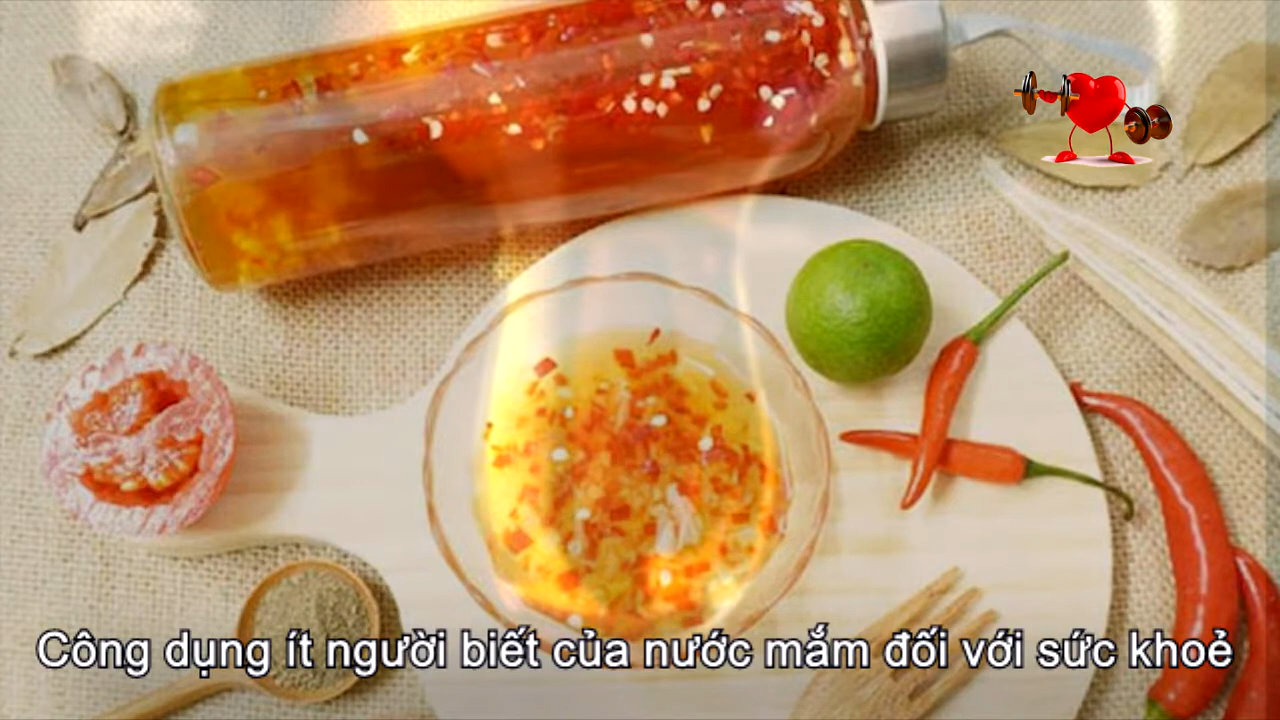 Công dụng ít người biết của nước mắm đối với sức khoẻ